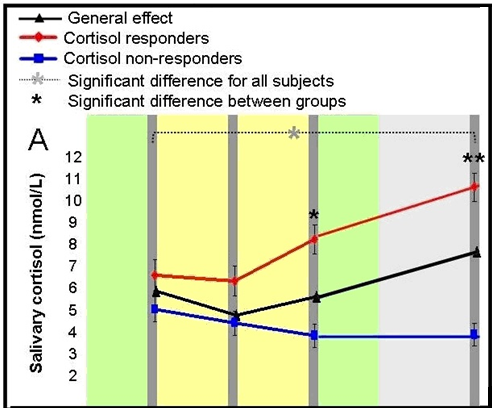 General effect
Cortisol responders
Cortisol non-responders
* Significant difference for all subjects
* Significant difference between groups
A
*
Salivary cortisol (nmol/L)
12
11
10
9
8
7
6
5
4
3
2
*
**